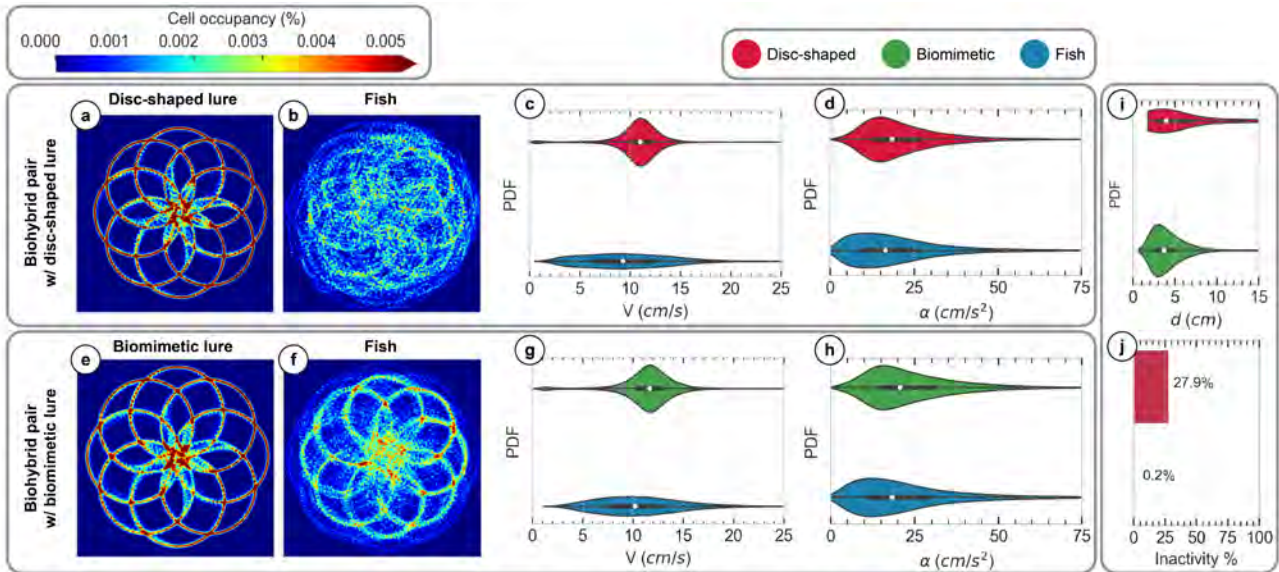 Cell occupancy (%)
0.000 0.001 0.002 0.003 0.004 0.005
Disc-shaped Biomimetic Fish
Biohybrid pair
w/ disc-shaped lure
a Disc-shaped lure
b Fish
c
PDF
0 5 10 15 20 25
V (cm/s)
d
PDF
0 25 50 75
α (cm/s²)
i
PDF
0 5 10 15
d (cm)
Biohybrid pair
w/ biomimetic lure
e Biomimetic lure
f Fish
g
PDF
0 5 10 15 20 25
V (cm/s)
h
PDF
0 25 50 75
α (cm/s²)
j
27.9%
0.2%
0 25 50 75 100
Inactivity %